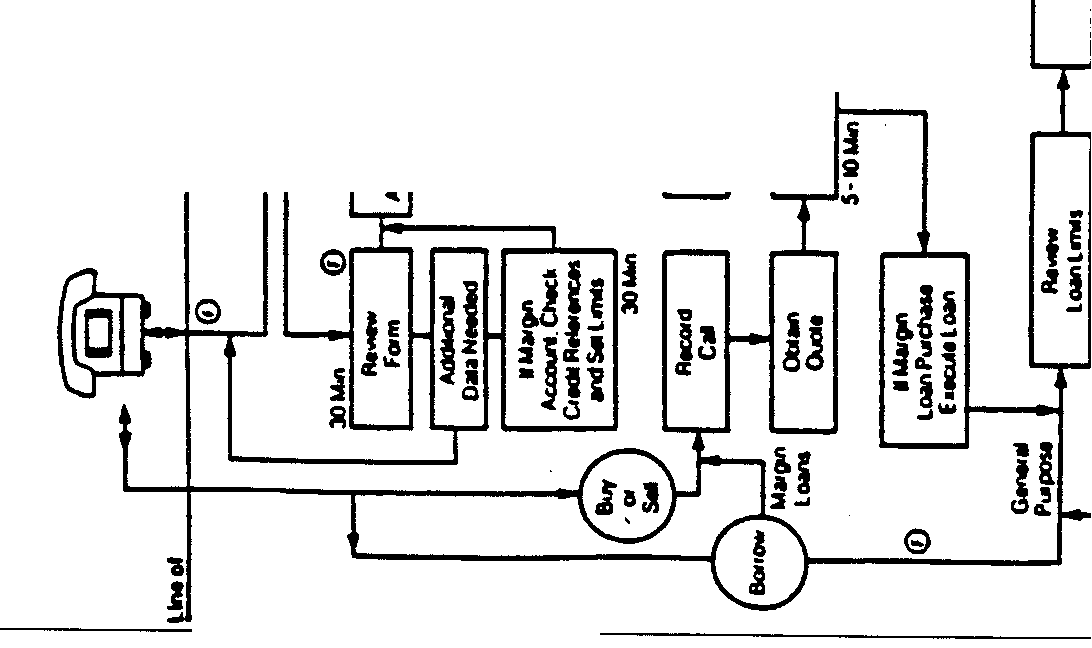 Line of
F
30 Min
Review
Form
F
Additional
Data Needed
If Margin
Account, Check
Credit References
and Set Limits
30 Min
A
Buy
or
Sell
Record
Call
Obtain
Quote
5 - 10 Min
Margin
Loans
Borrow
F
If Margin
Loan Purchase
Execute Loan
General
Purpose
Review
Loan Limits